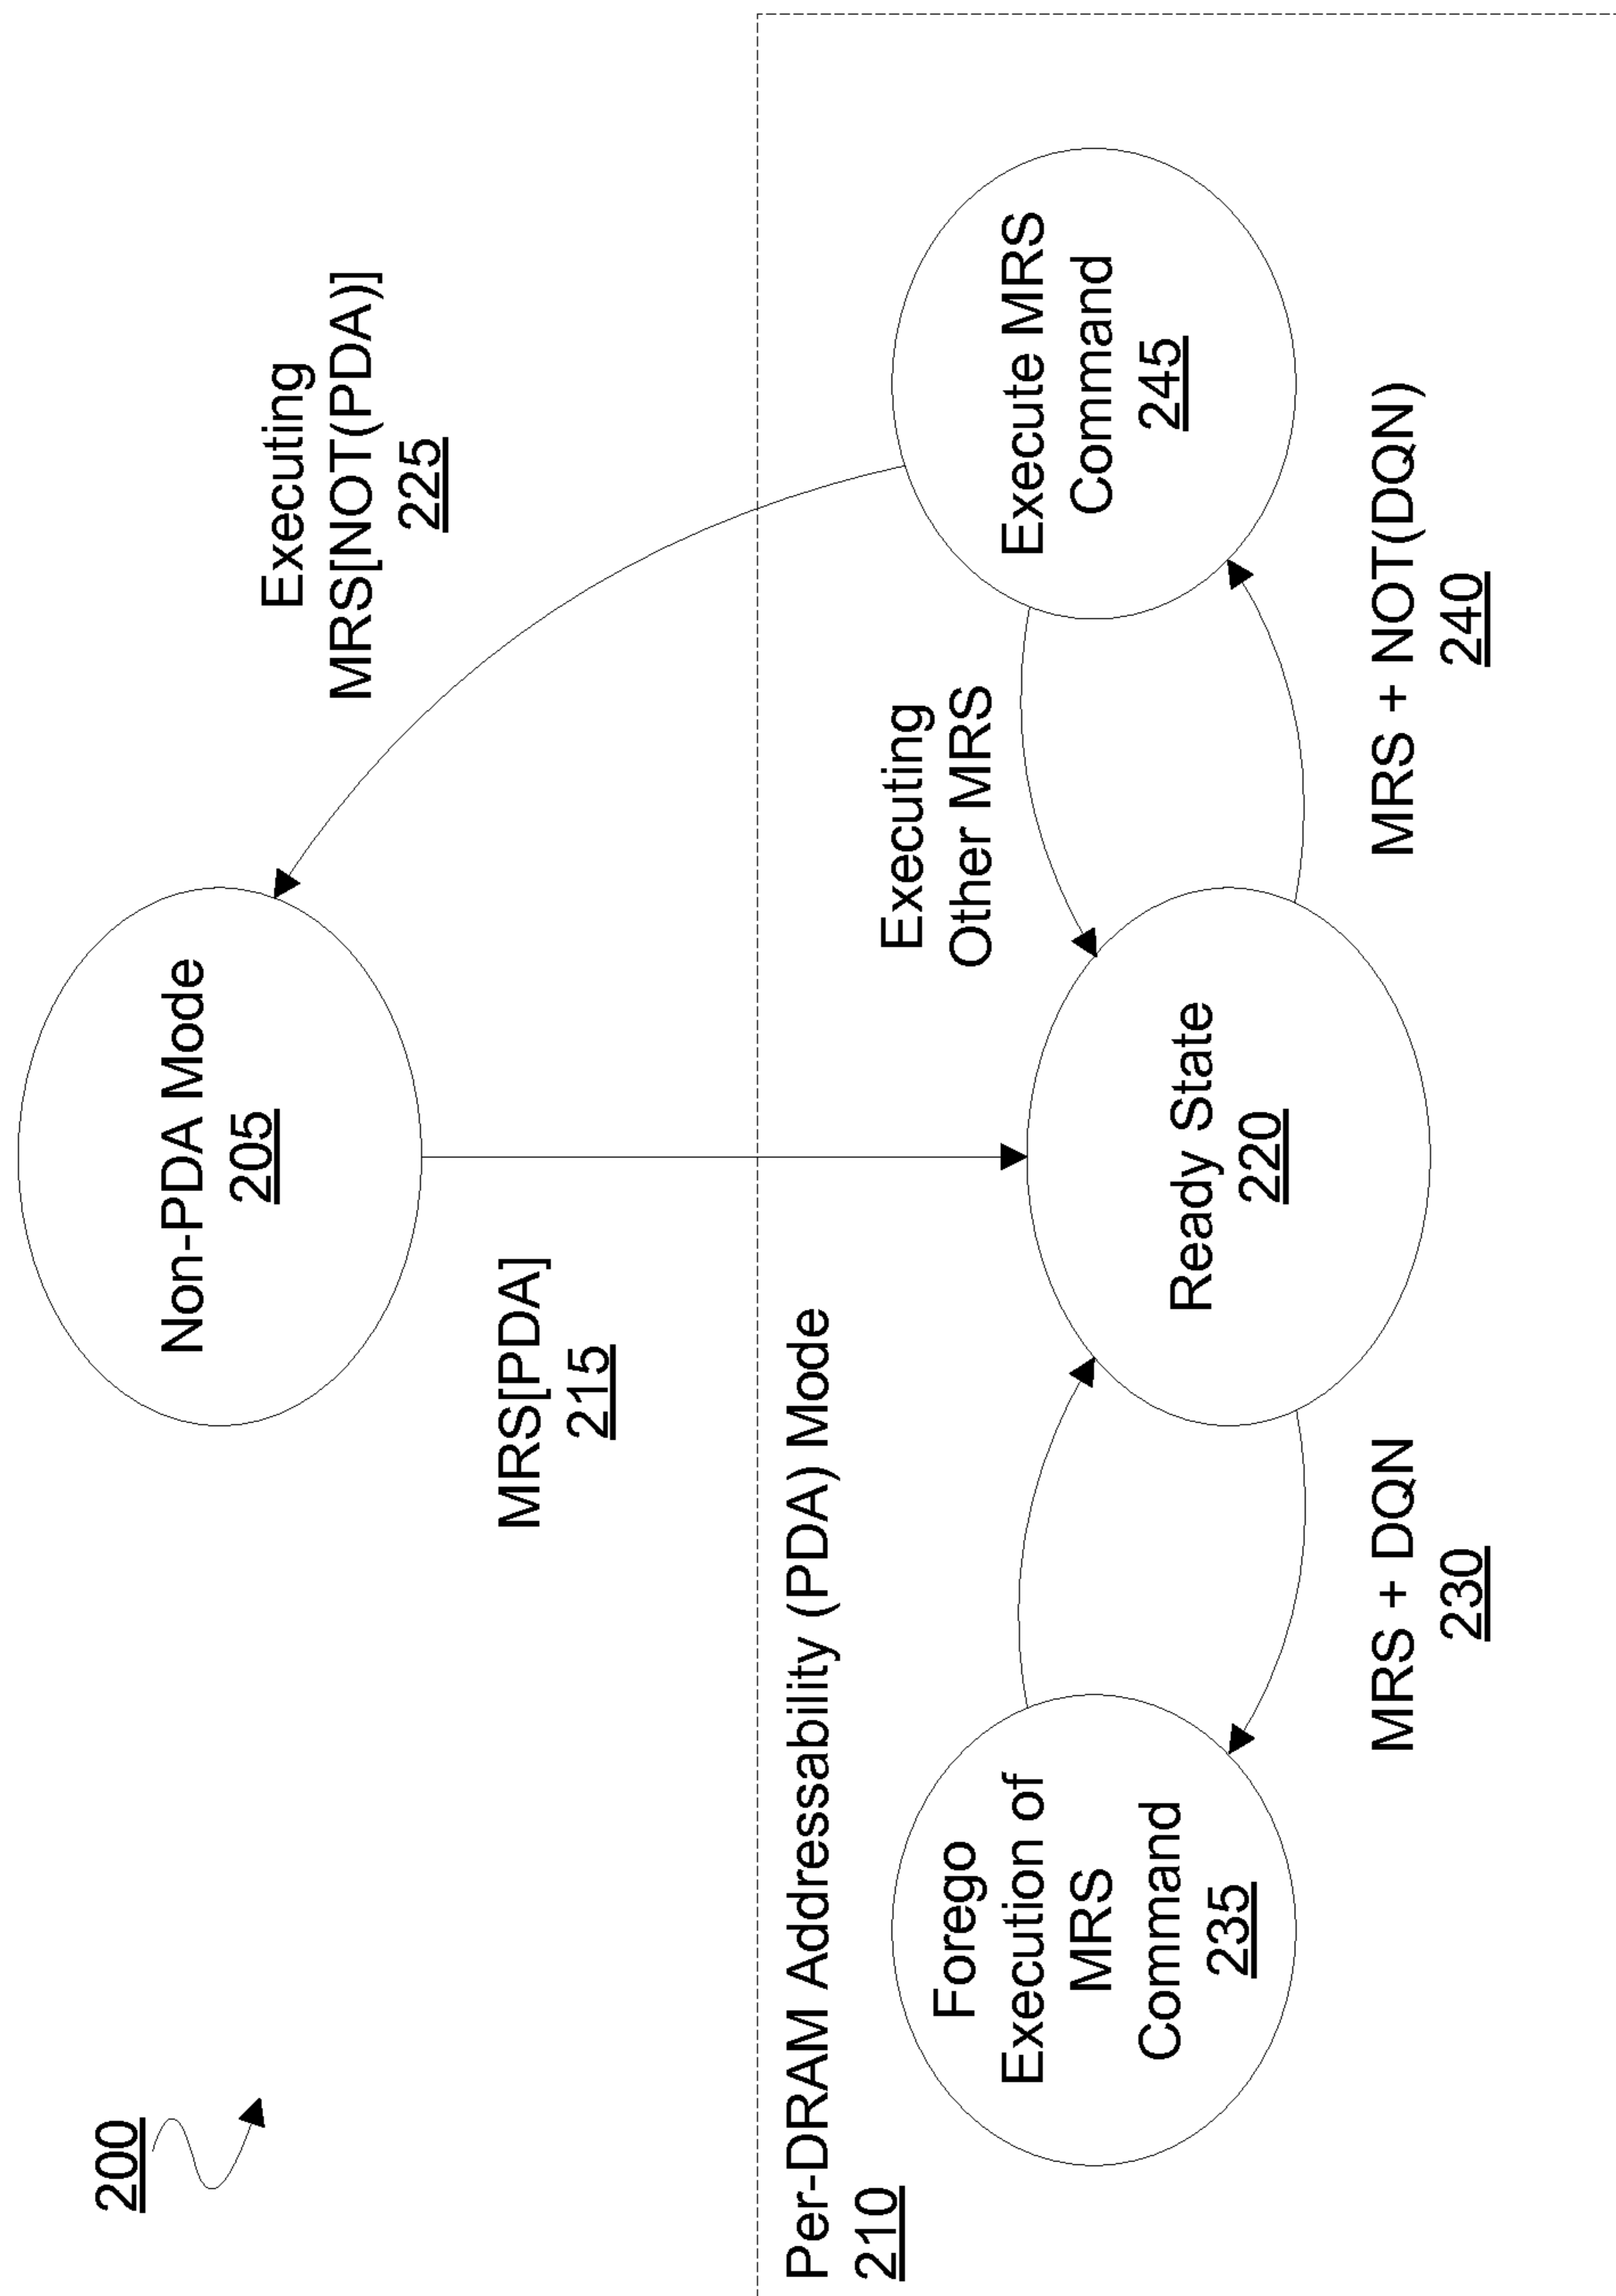 200
Non-PDA Mode
205
Executing
MRS[NOT(PDA)]
225
MRS[PDA]
215
Per-DRAM Addressability (PDA) Mode
210
Executing
Other MRS
Forego
Execution of
MRS
Command
235
Ready State
220
Execute MRS
Command
245
MRS + DQN
230
MRS + NOT(DQN)
240